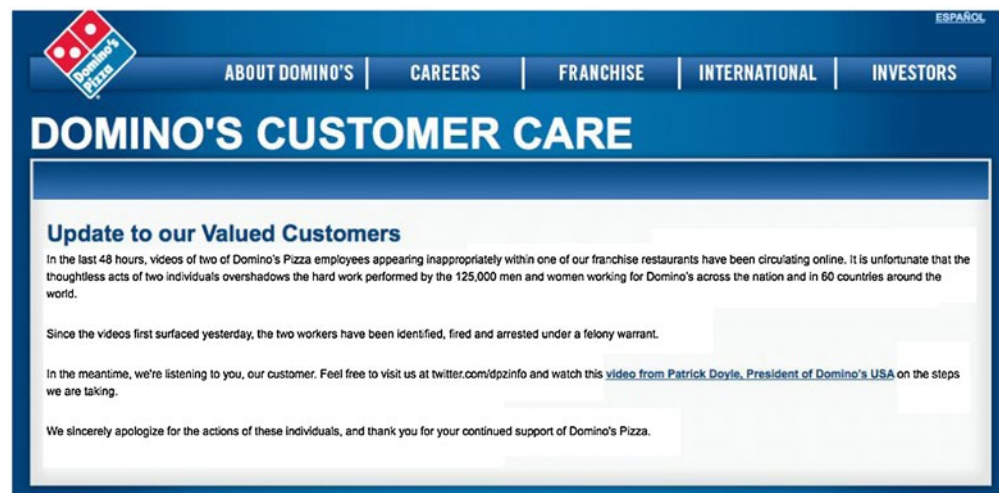 ESPAÑOL
Domino's
Pizza
ABOUT DOMINO'S
CAREERS
FRANCHISE
INTERNATIONAL
INVESTORS
DOMINO'S CUSTOMER CARE
Update to our Valued Customers
In the last 48 hours, videos of two of Domino's Pizza employees appearing inappropriately within one of our franchise restaurants have been circulating online. It is unfortunate that the
thoughtless acts of two individuals overshadows the hard work performed by the 125,000 men and women working for Domino's across the nation and in 60 countries around the
world.
Since the videos first surfaced yesterday, the two workers have been identified, fired and arrested under a felony warrant.
In the meantime, we're listening to you, our customer. Feel free to visit us at twitter.com/dpzinfo and watch this video from Patrick Doyle, President of Domino's USA on the steps
we are taking.
We sincerely apologize for the actions of these individuals, and thank you for your continued support of Domino's Pizza.